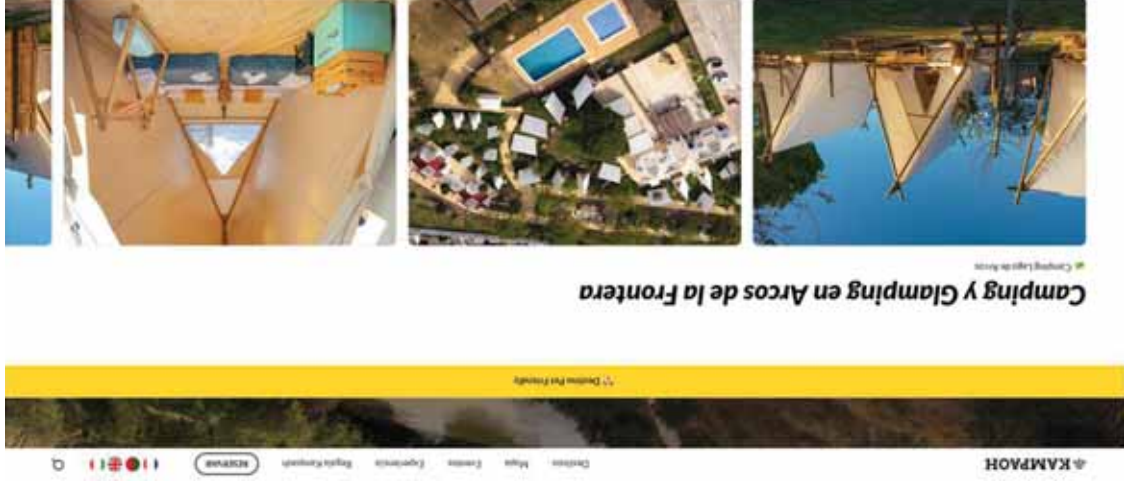 KAMPAOH
Destinos Mapa Eventos Experiencia Regala Kampaoh RESERVAR
Destino Pet Friendly
Camping y Glamping en Arcos de la Frontera
Camping Lago de Arcos